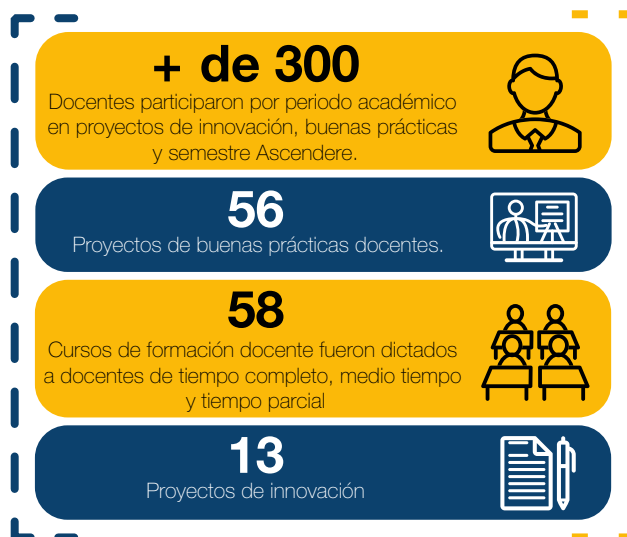 + de 300
Docentes participaron por periodo académico
en proyectos de innovación, buenas prácticas
y semestre Ascendere.
56
Proyectos de buenas prácticas docentes.
58
Cursos de formación docente fueron dictados
a docentes de tiempo completo, medio tiempo
y tiempo parcial
13
Proyectos de innovación